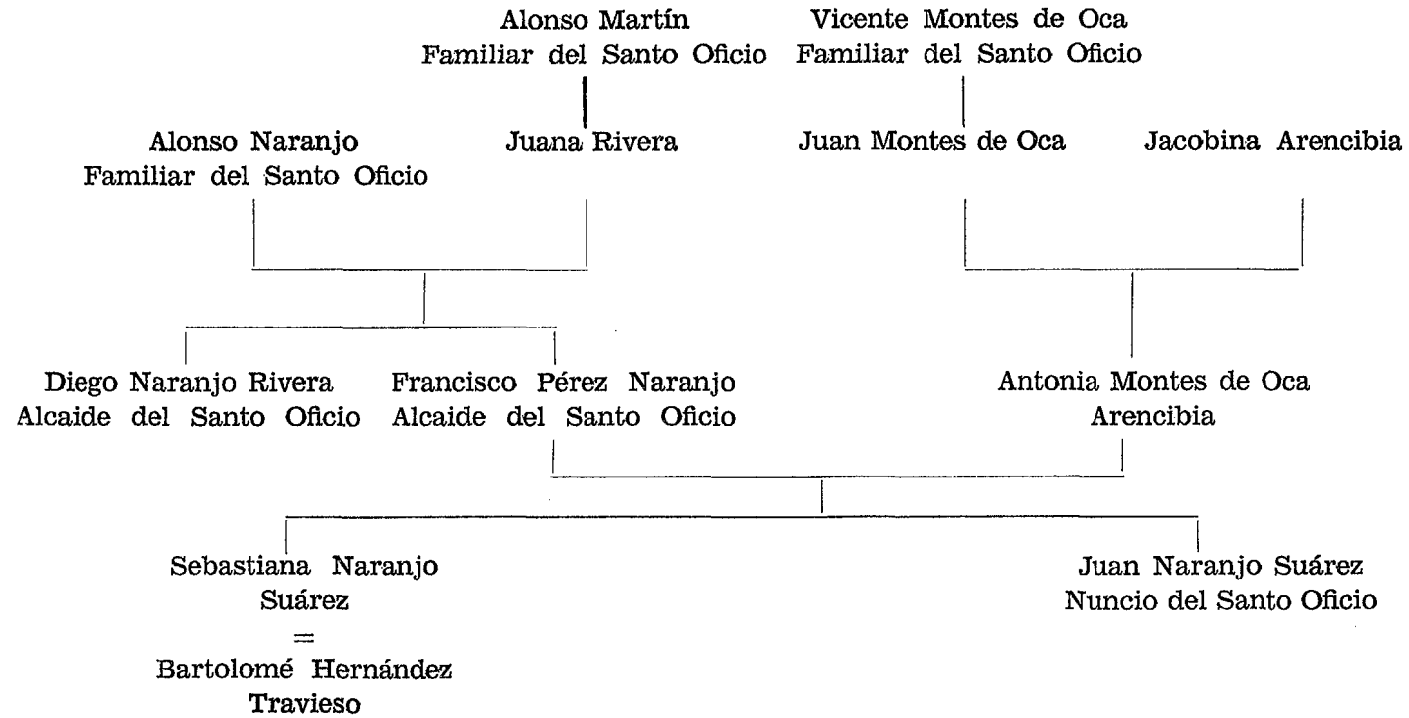 Alonso Martín
Familiar del Santo Oficio
Vicente Montes de Oca
Familiar del Santo Oficio
Alonso Naranjo
Familiar del Santo Oficio
Juana Rivera
Juan Montes de Oca
Jacobina Arencibia
Diego Naranjo Rivera
Alcaide del Santo Oficio
Francisco Pérez Naranjo
Alcaide del Santo Oficio
Antonia Montes de Oca
Arencibia
Sebastiana Naranjo
Suárez
=
Bartolomé Hernández
Travieso
Juan Naranjo Suárez
Nuncio del Santo Oficio